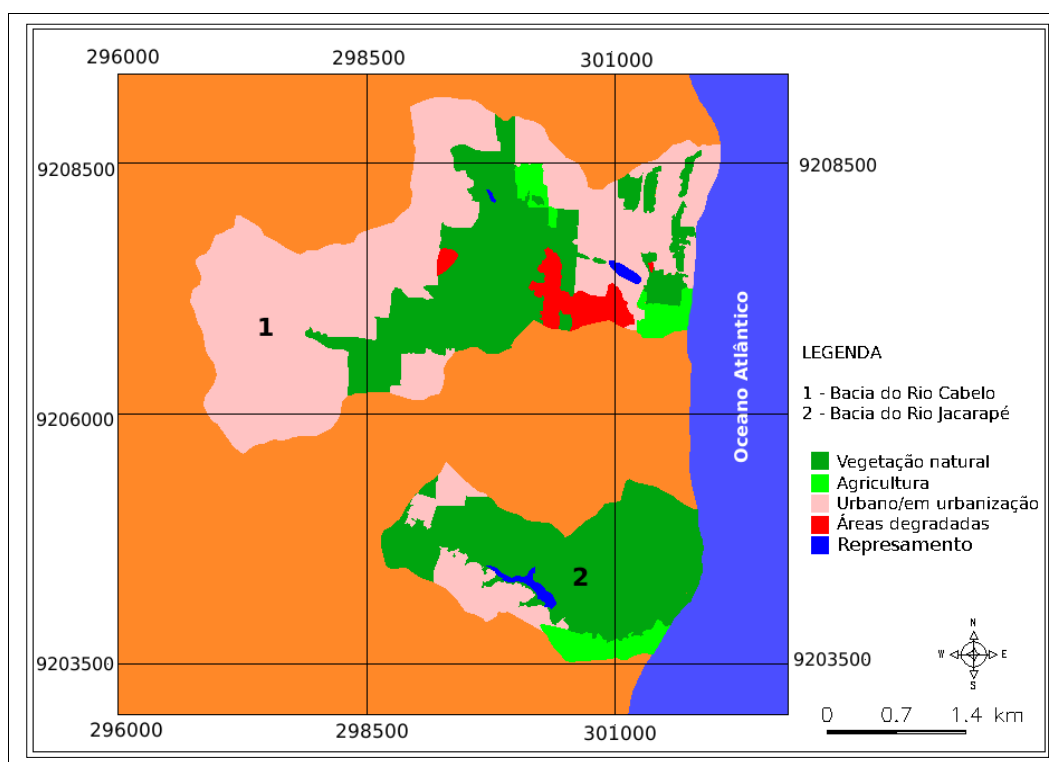 296000 298500 301000
9208500 9208500
1
Oceano Atlântico
LEGENDA
1 - Bacia do Rio Cabelo
2 - Bacia do Rio Jacarapé
9206000
Vegetação natural
Agricultura
Urbano/em urbanização
Áreas degradadas
Represamento
2
N
W E
S
9203500 9203500
0 0.7 1.4 km
296000 298500 301000